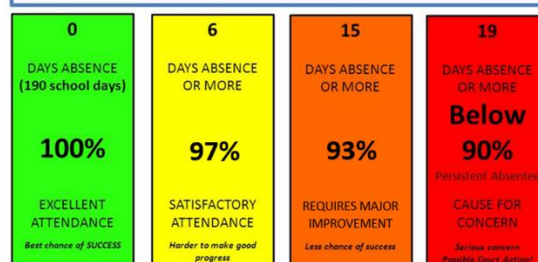 0
DAYS ABSENCE
(190 school days)
100%
EXCELLENT
ATTENDANCE
Best chance of SUCCESS
6
DAYS ABSENCE
OR MORE
97%
SATISFACTORY
ATTENDANCE
Harder to make good
progress
15
DAYS ABSENCE
OR MORE
93%
REQUIRES MAJOR
IMPROVEMENT
Less chance of success
19
DAYS ABSENCE
OR MORE
Below
90%
Persistent Absentee
CAUSE FOR
CONCERN
Serious concern
Possible Court Action!